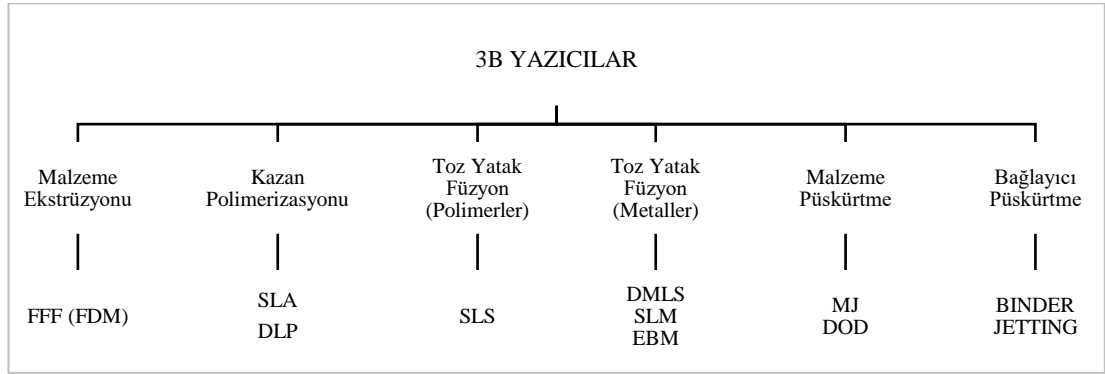 3B YAZICILAR
Malzeme
Ekstrüzyonu
Kazan
Polimerizasyonu
Toz Yatak
Füzyon
(Polimerler)
Toz Yatak
Füzyon
(Metaller)
Malzeme
Püskürtme
Bağlayıcı
Püskürtme
FFF (FDM)
SLA
DLP
SLS
DMLS
SLM
EBM
MJ
DOD
BINDER
JETTING